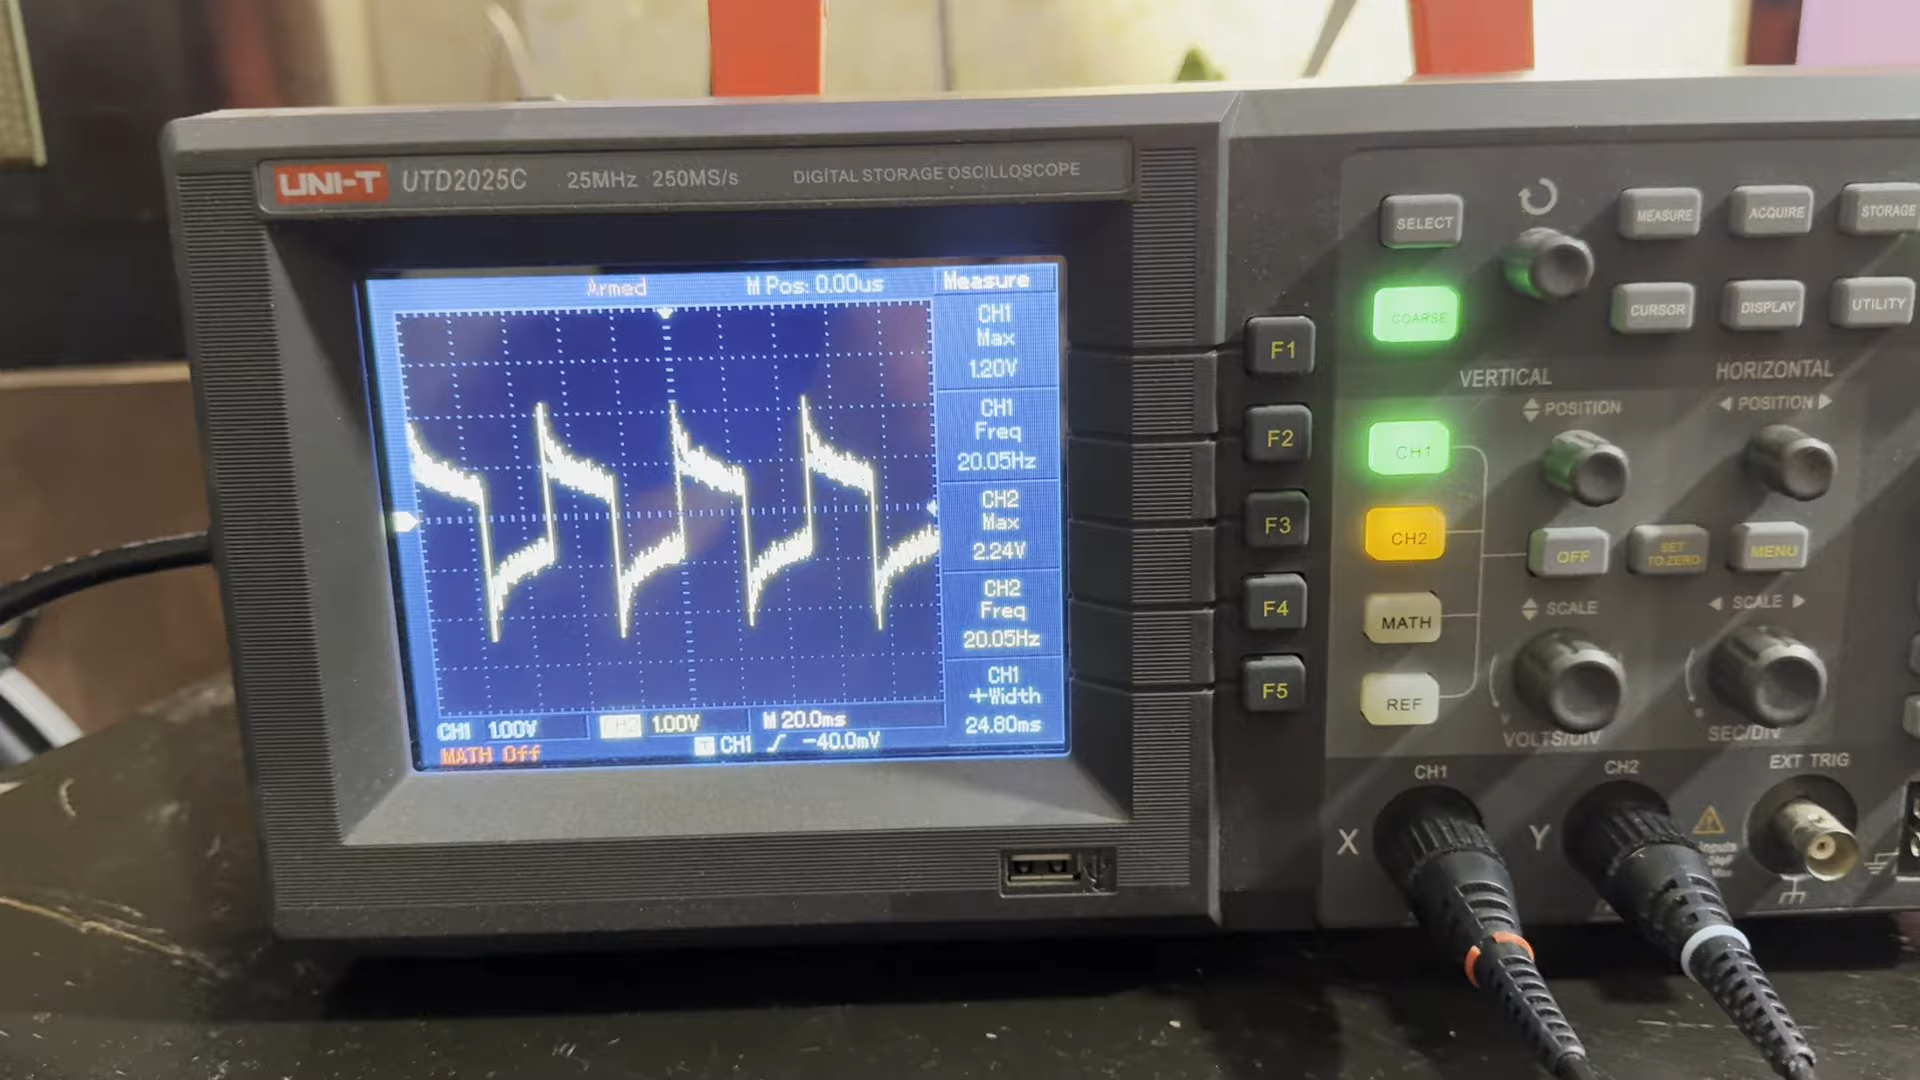 UNI-T UTD2025C 25MHz 250MS/s DIGITAL STORAGE OSCILLOSCOPE
Armed M Pos: 0.00us
Measure
CH1
Max
1.20V
CH1
Freq
20.05Hz
CH2
Max
2.24V
CH2
Freq
20.05Hz
CH1
+Width
24.80ms
CH1 1.00V CH2 1.00V M 20.0ms
MATH Off T CH1 -40.0mV
F1
F2
F3
F4
F5
SELECT
MEASURE
ACQUIRE
STORAGE
COARSE
CURSOR
DISPLAY
UTILITY
VERTICAL
HORIZONTAL
POSITION
POSITION
CH1
CH2
OFF
SET
TO ZERO
MENU
SCALE
SCALE
MATH
REF
VOLTS/DIV
SEC/DIV
CH1
CH2
EXT TRIG
X
Y